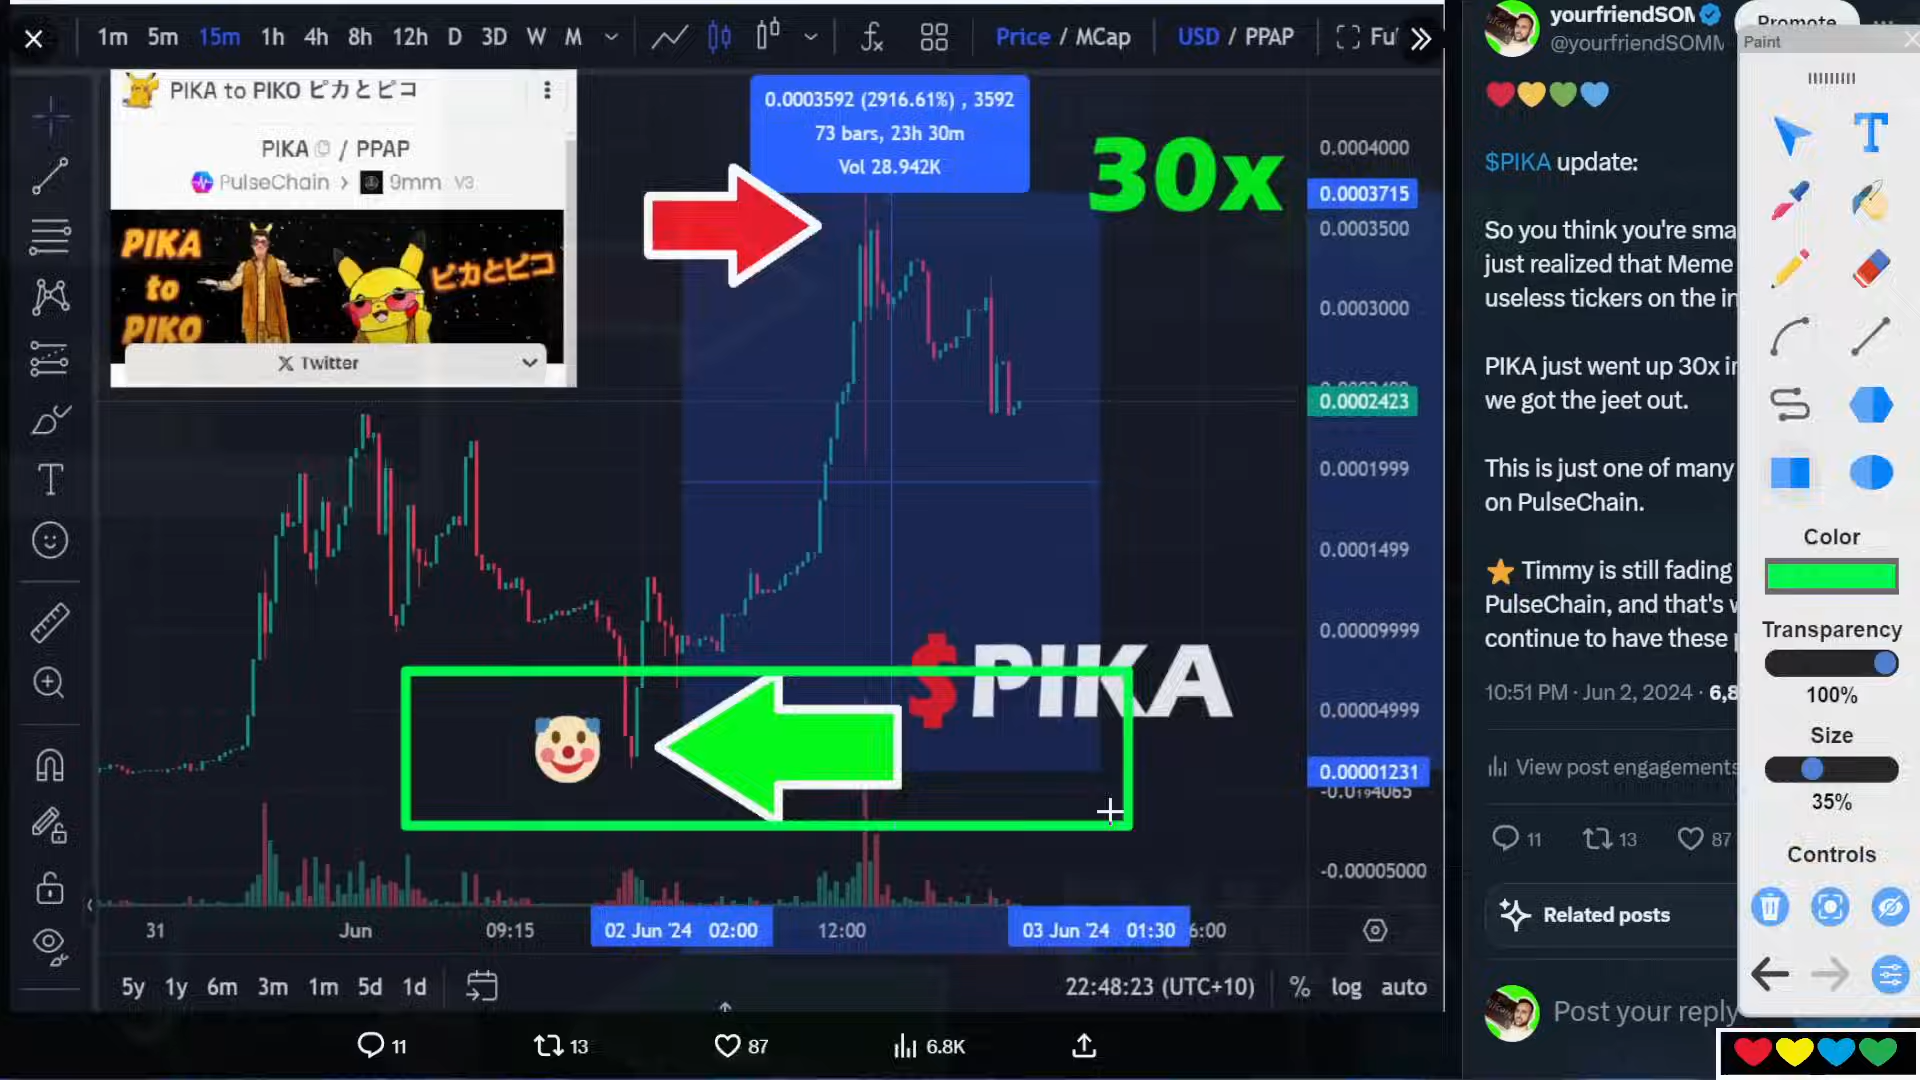 1m 5m 15m 1h 4h 8h 12h D 3D W M
Price / MCap
USD / PPAP
Fu
PIKA to PIKO ピカとピコ
PIKA / PPAP
PulseChain > 9mm V3
PIKA
to
PIKO
ピカとピコ
Twitter
0.0003592 (2916.61%) , 3592
73 bars, 23h 30m
Vol 28.942K
30x
$PIKA
0.0004000
0.0003715
0.0003500
0.0003000
0.0002423
0.0001999
0.0001499
0.00009999
0.00004999
0.00001231
-0.00005000
31 Jun 09:15 02 Jun '24 02:00 12:00 03 Jun '24 01:30 6:00
5y 1y 6m 3m 1m 5d 1d
22:48:23 (UTC+10) % log auto
11 13 87 6.8K
yourfriendSOM
@yourfriendSOMM
Promote
$PIKA update:
So you think you're sma
just realized that Meme
useless tickers on the in
PIKA just went up 30x in
we got the jeet out.
This is just one of many
on PulseChain.
Timmy is still fading
PulseChain, and that's w
continue to have these p
10:51 PM · Jun 2, 2024 · 6,8
View post engagements
11 13 87
Related posts
Post your reply
Paint
T
Color
Transparency
100%
Size
35%
Controls